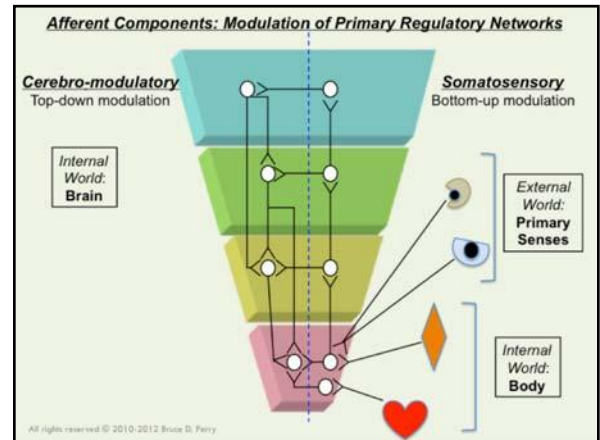 Afferent Components: Modulation of Primary Regulatory Networks
Cerebro-modulatory
Top-down modulation
Somatosensory
Bottom-up modulation
Internal
World:
Brain
External
World:
Primary
Senses
Internal
World:
Body
All rights reserved © 2010-2012 Bruce D. Perry